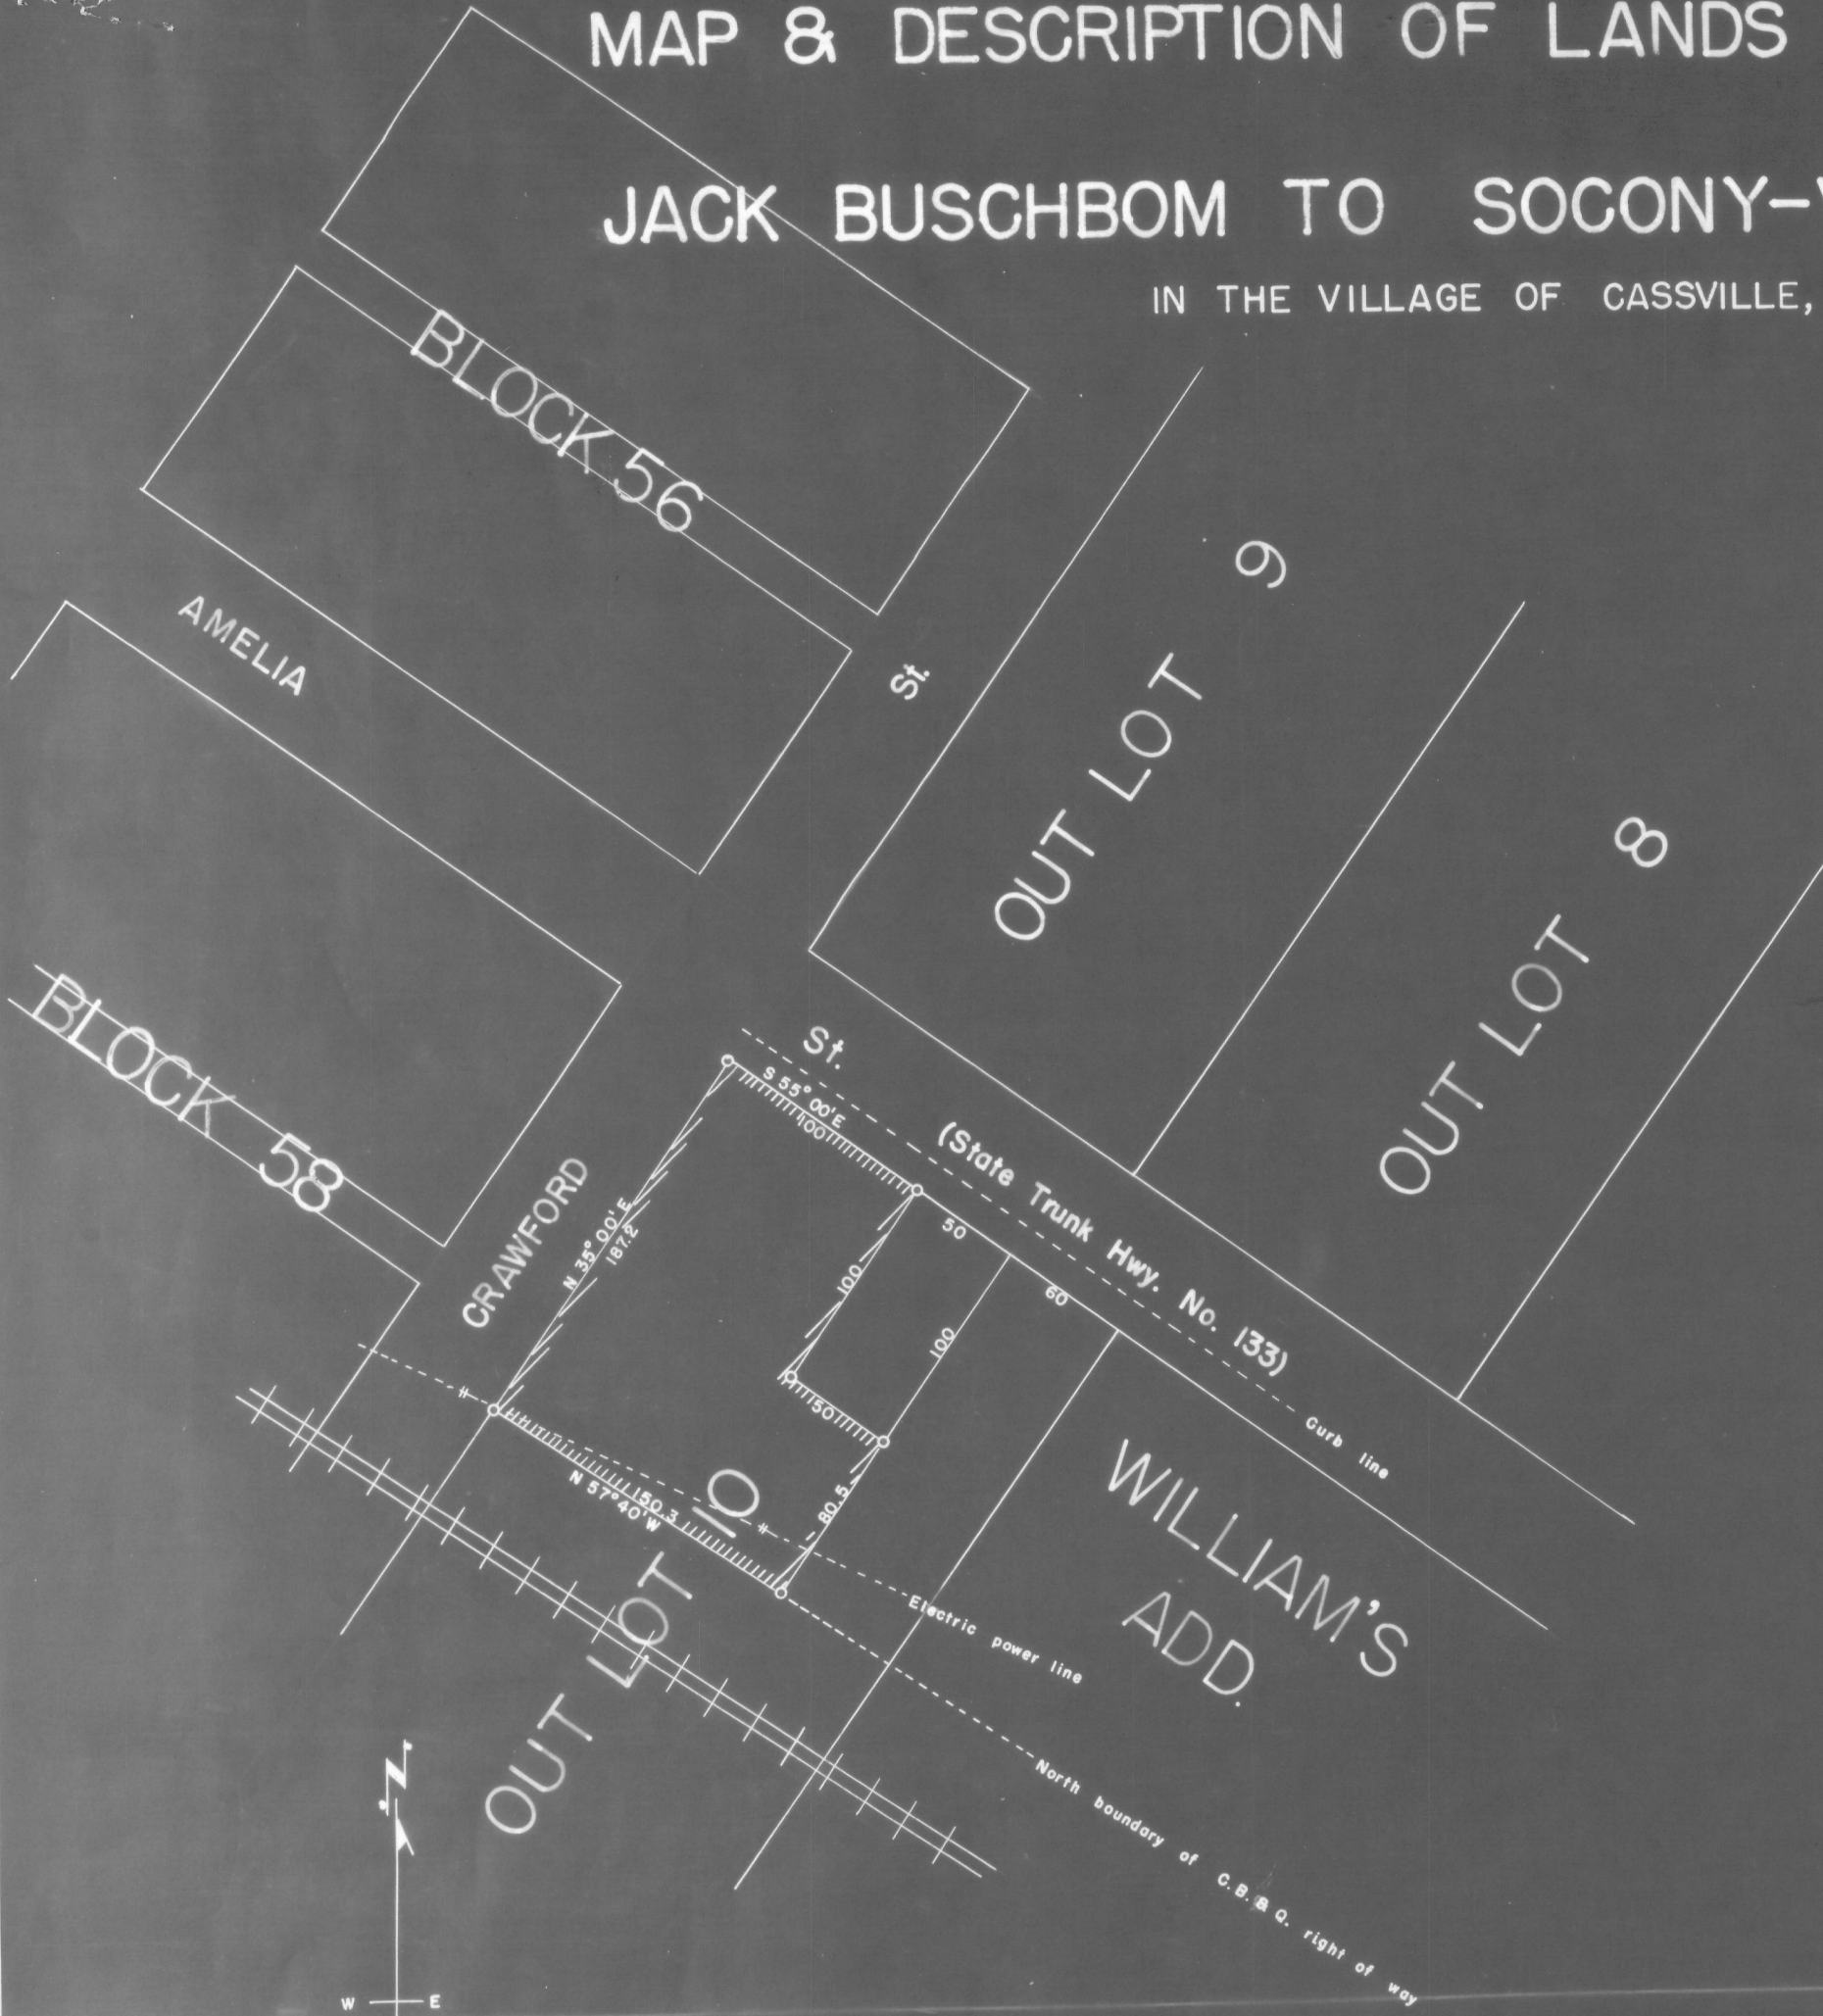 MAP & DESCRIPTION OF LANDS
JACK BUSCHBOM TO SOCONY-
IN THE VILLAGE OF CASSVILLE,
BLOCK 56
AMELIA
St.
OUT LOT 9
OUT LOT 8
BLOCK 58
CRAWFORD
St.
(State Trunk Hwy. No. 133)
S 55° 00' E
100
N 35° 00' E
187.2
50
60
100
100
50
80.5
150.3
N 57° 40' W
OUT LOT 10
Curb line
WILLIAM'S
ADD.
Electric power line
North boundary of C.B. & Q. right of way
N
W E